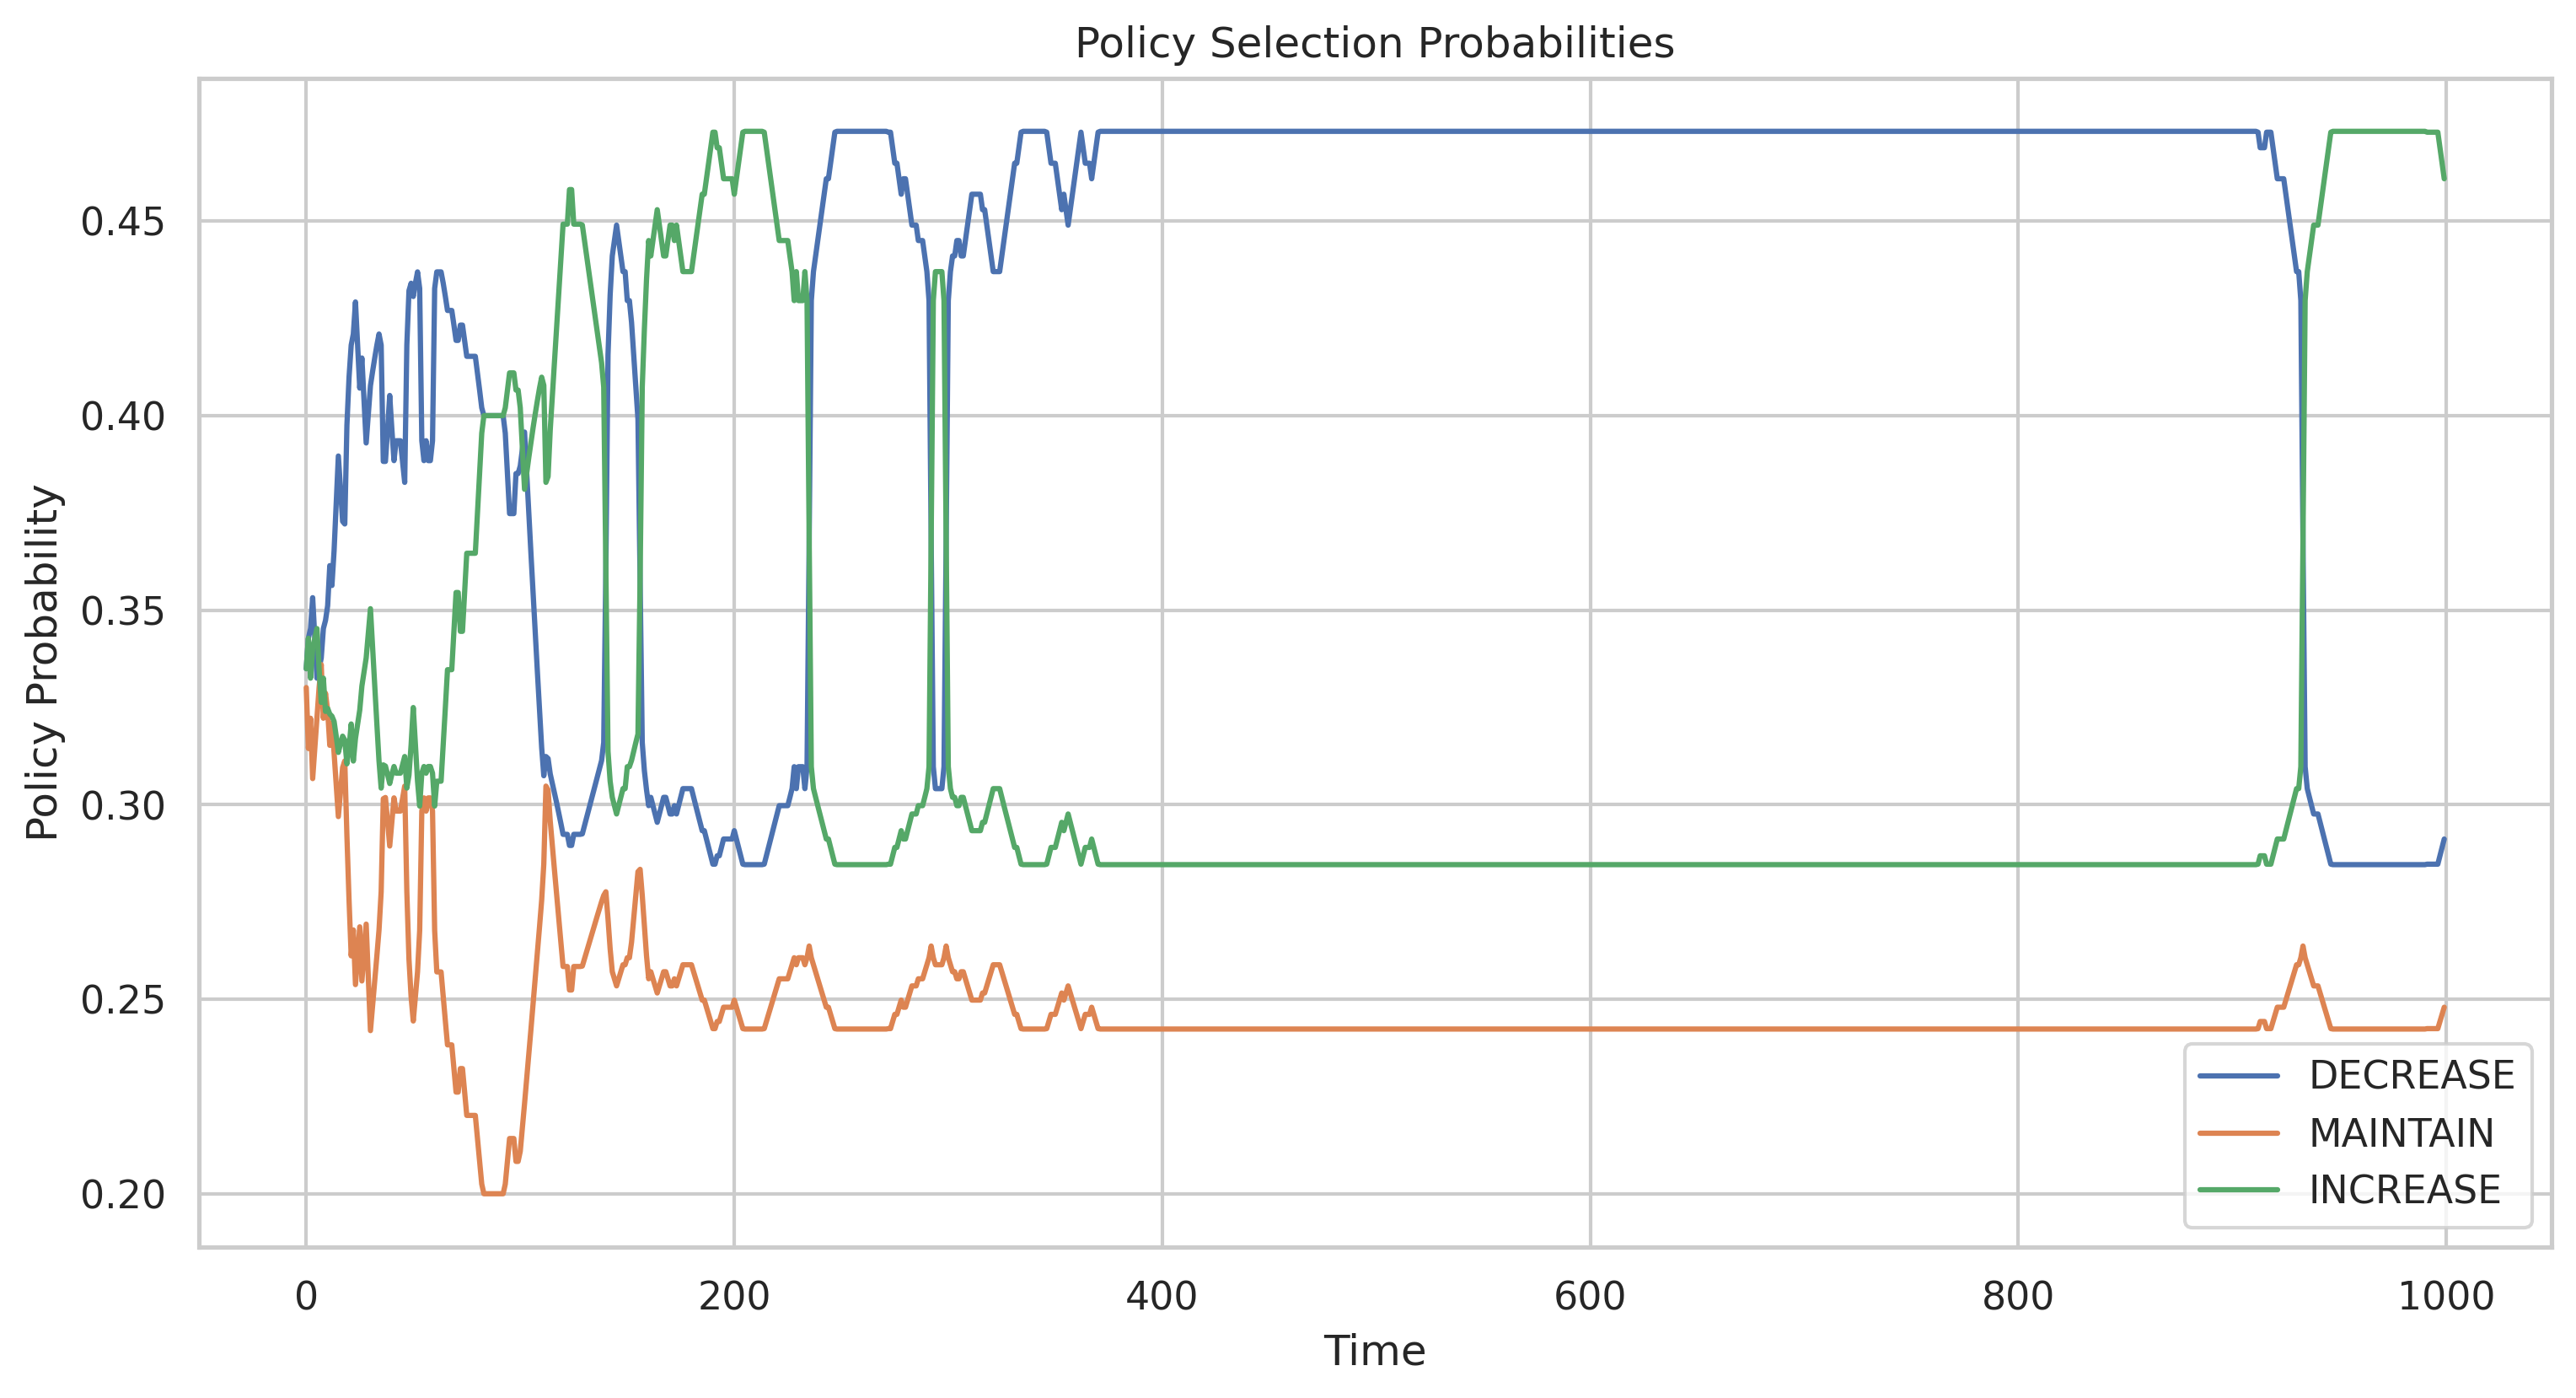 Policy Selection Probabilities
Policy Probability
0.45
0.40
0.35
0.30
0.25
0.20
0 200 400 600 800 1000
Time
DECREASE
MAINTAIN
INCREASE